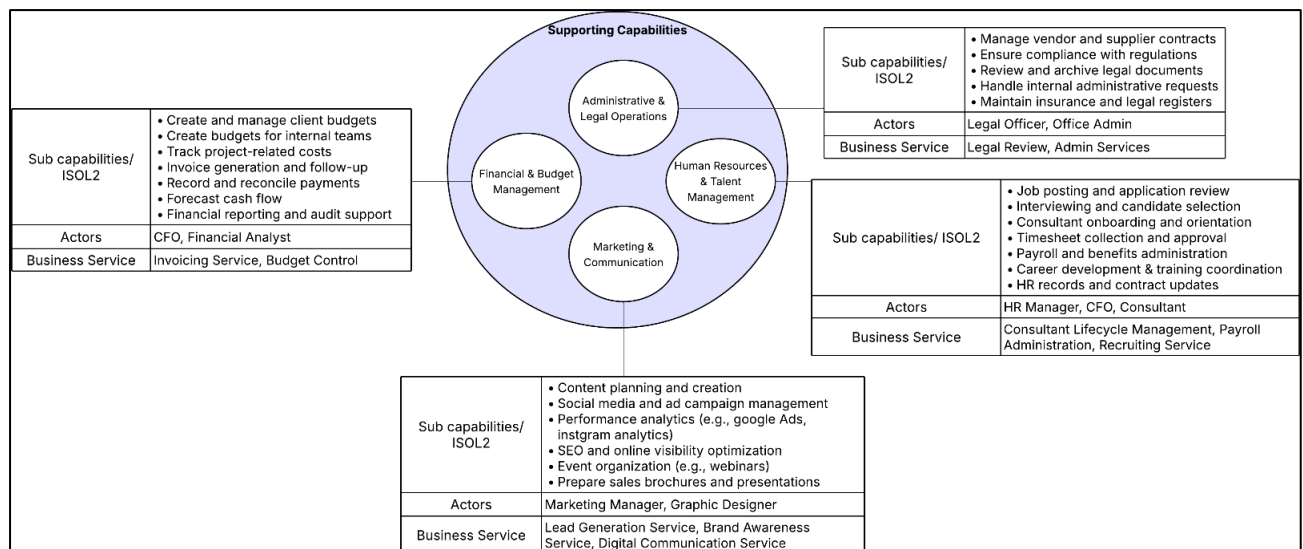 Supporting Capabilities
Administrative &
Legal Operations
Financial & Budget
Management
Human Resources
& Talent
Management
Marketing &
Communication
Sub capabilities/
ISOL2
• Manage vendor and supplier contracts
• Ensure compliance with regulations
• Review and archive legal documents
• Handle internal administrative requests
• Maintain insurance and legal registers
Actors
Legal Officer, Office Admin
Business Service
Legal Review, Admin Services
Sub capabilities/
ISOL2
• Create and manage client budgets
• Create budgets for internal teams
• Track project-related costs
• Invoice generation and follow-up
• Record and reconcile payments
• Forecast cash flow
• Financial reporting and audit support
Actors
CFO, Financial Analyst
Business Service
Invoicing Service, Budget Control
Sub capabilities/ ISOL2
• Job posting and application review
• Interviewing and candidate selection
• Consultant onboarding and orientation
• Timesheet collection and approval
• Payroll and benefits administration
• Career development & training coordination
• HR records and contract updates
Actors
HR Manager, CFO, Consultant
Business Service
Consultant Lifecycle Management, Payroll
Administration, Recruiting Service
Sub capabilities/
ISOL2
• Content planning and creation
• Social media and ad campaign management
• Performance analytics (e.g., google Ads,
instgram analytics)
• SEO and online visibility optimization
• Event organization (e.g., webinars)
• Prepare sales brochures and presentations
Actors
Marketing Manager, Graphic Designer
Business Service
Lead Generation Service, Brand Awareness
Service, Digital Communication Service